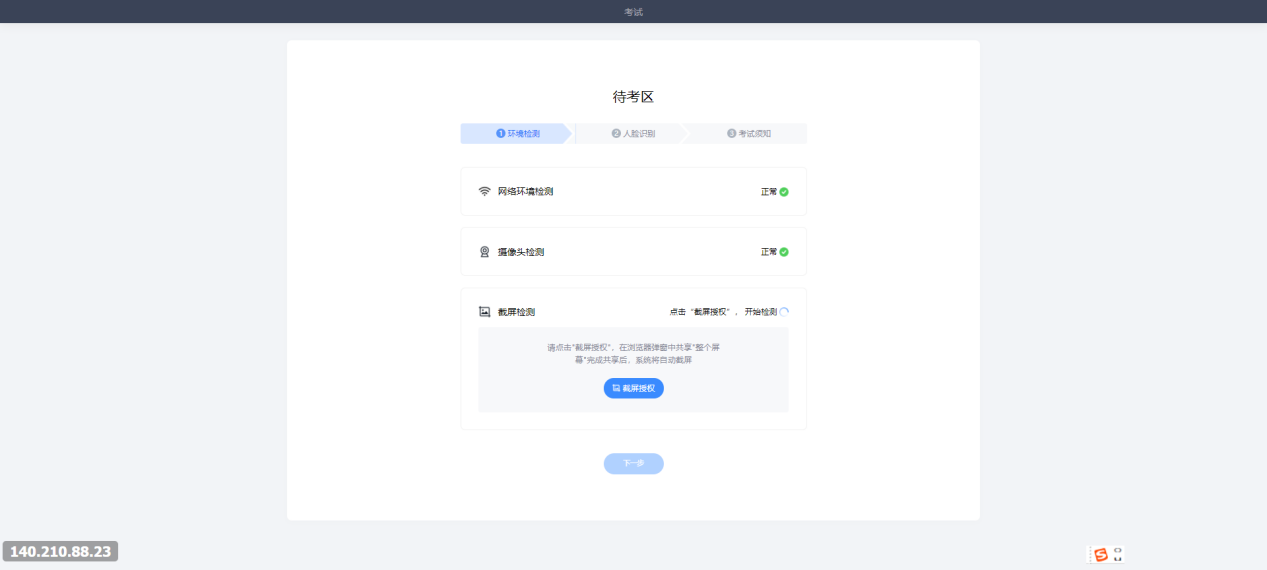 考试
待考区
1 环境检测
2 人脸识别
3 考试须知
网络环境检测 正常
摄像头检测 正常
截屏检测 点击“截屏授权”，开始检测
请点击"截屏授权"，在浏览器弹窗中共享"整个屏
幕"完成共享后，系统将自动截屏
截屏授权
下一步
140.210.88.23
S